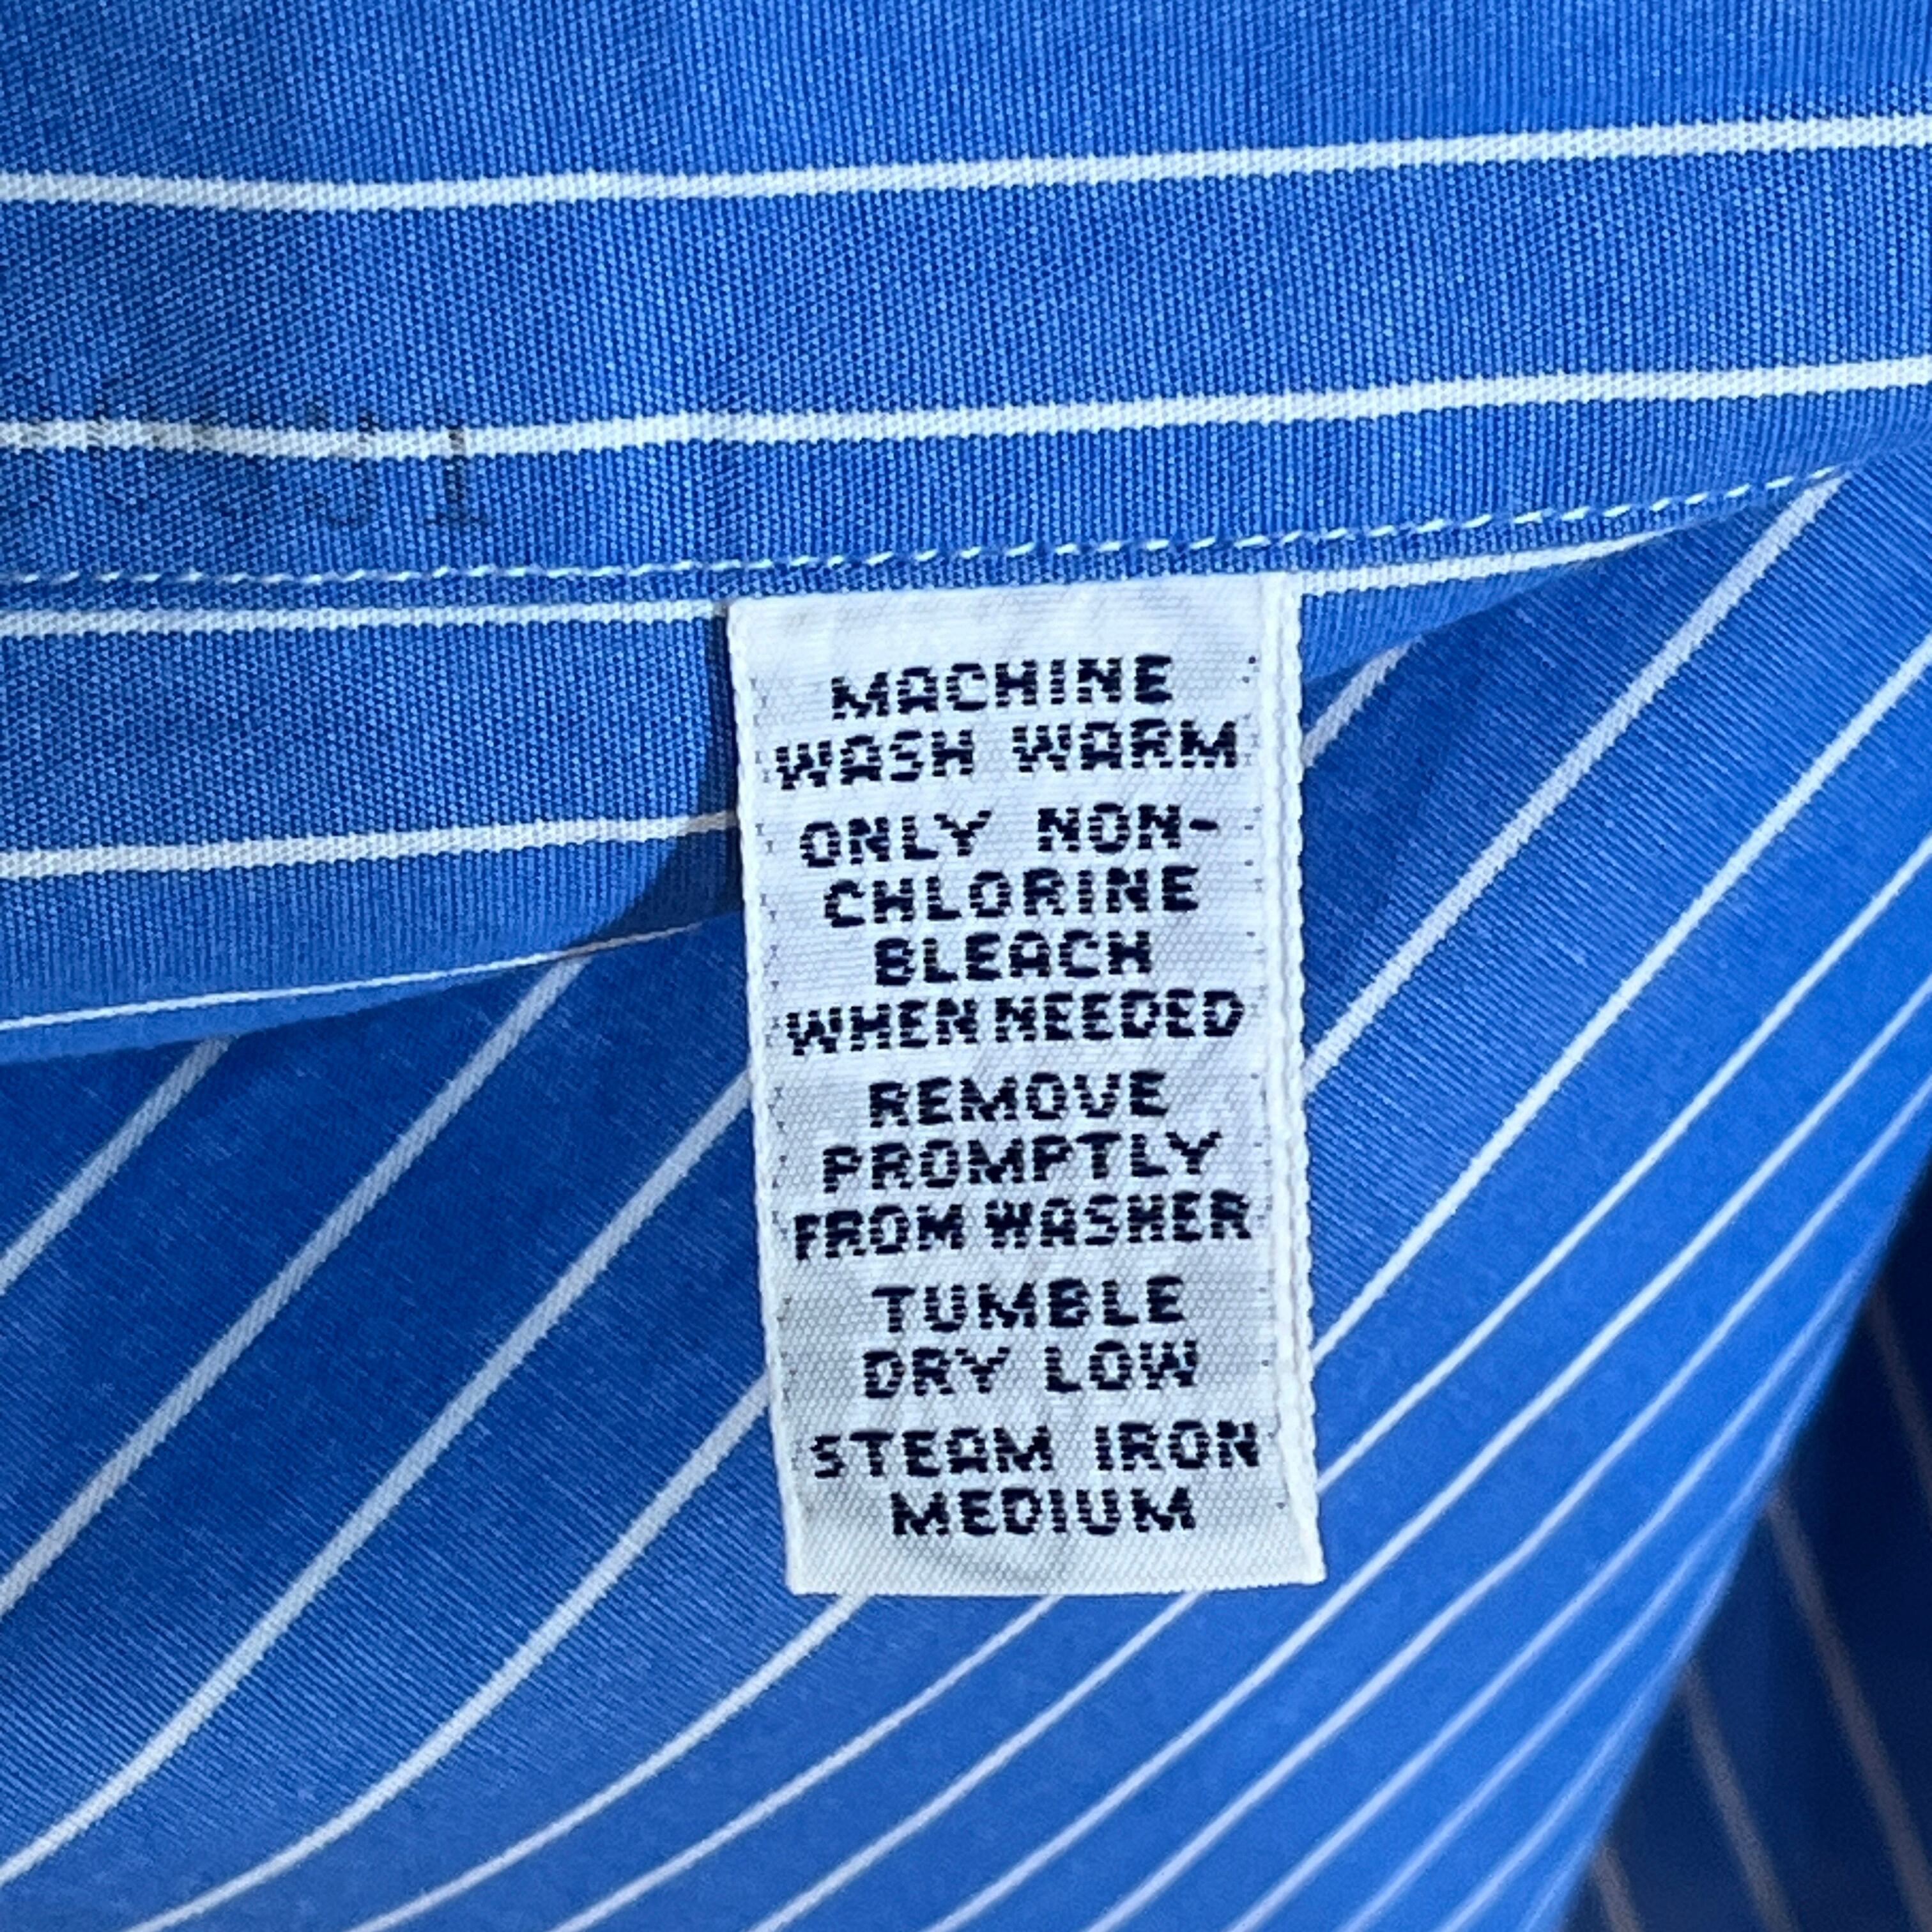 MACHINE
WASH WARM
ONLY NON-
CHLORINE
BLEACH
WHEN NEEDED
REMOVE
PROMPTLY
FROM WASHER
TUMBLE
DRY LOW
STEAM IRON
MEDIUM